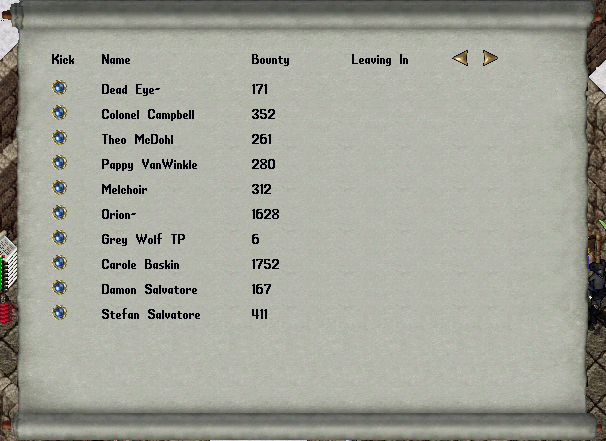 Kick Name Bounty Leaving In
Dead Eye~ 171
Colonel Campbell 352
Theo McDohl 261
Pappy VanWinkle 280
Melchoir 312
Orion~ 1628
Grey Wolf TP 6
Carole Baskin 1752
Damon Salvatore 167
Stefan Salvatore 411